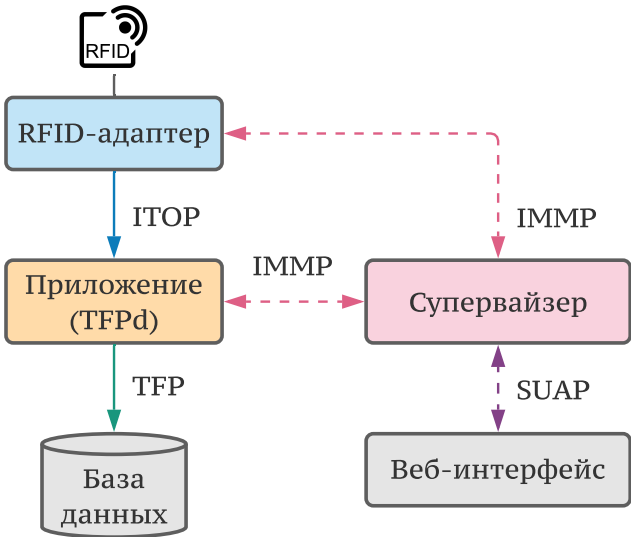 RFID
RFID-адаптер
ITOP
IMMP
IMMP
Приложение
(TFPd)
Супервайзер
TFP
SUAP
База
данных
Веб-интерфейс